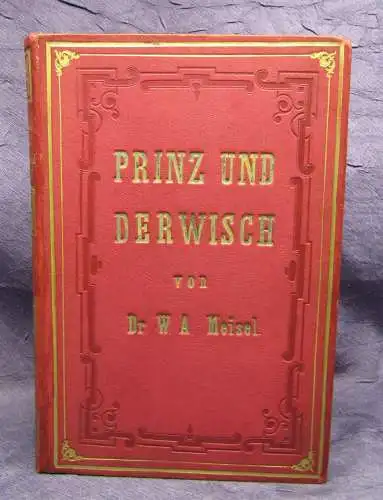 PRINZ UND
DERWISCH
VON
Dr W. A. Meisel.